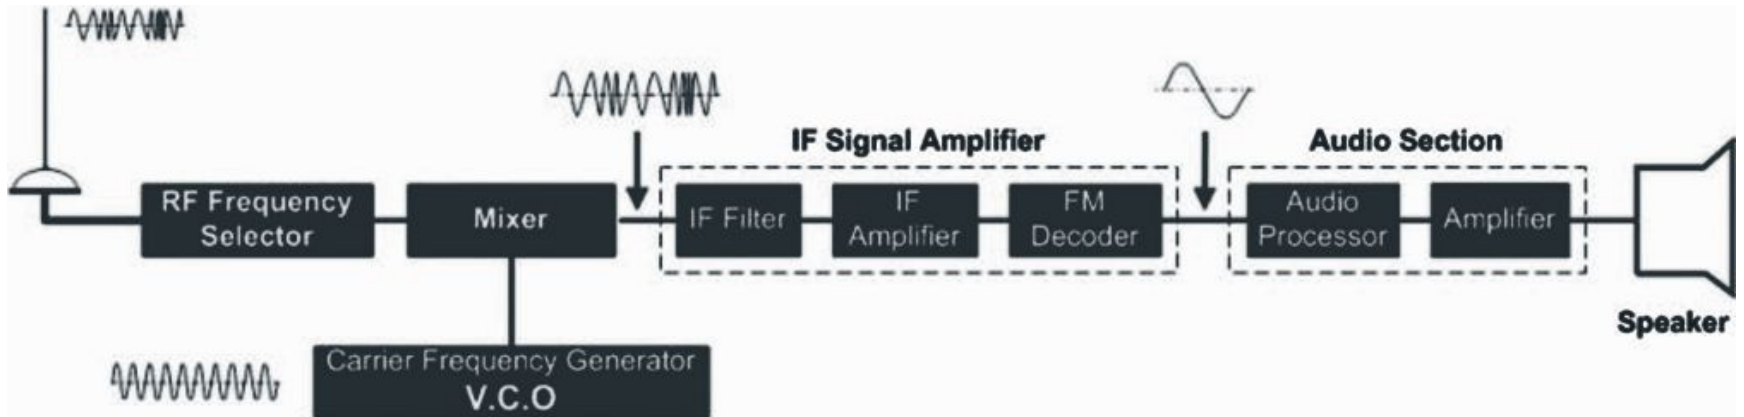 IF Signal Amplifier
Audio Section
RF Frequency
Selector
Mixer
IF Filter
IF
Amplifier
FM
Decoder
Audio
Processor
Amplifier
Speaker
Carrier Frequency Generator
V.C.O